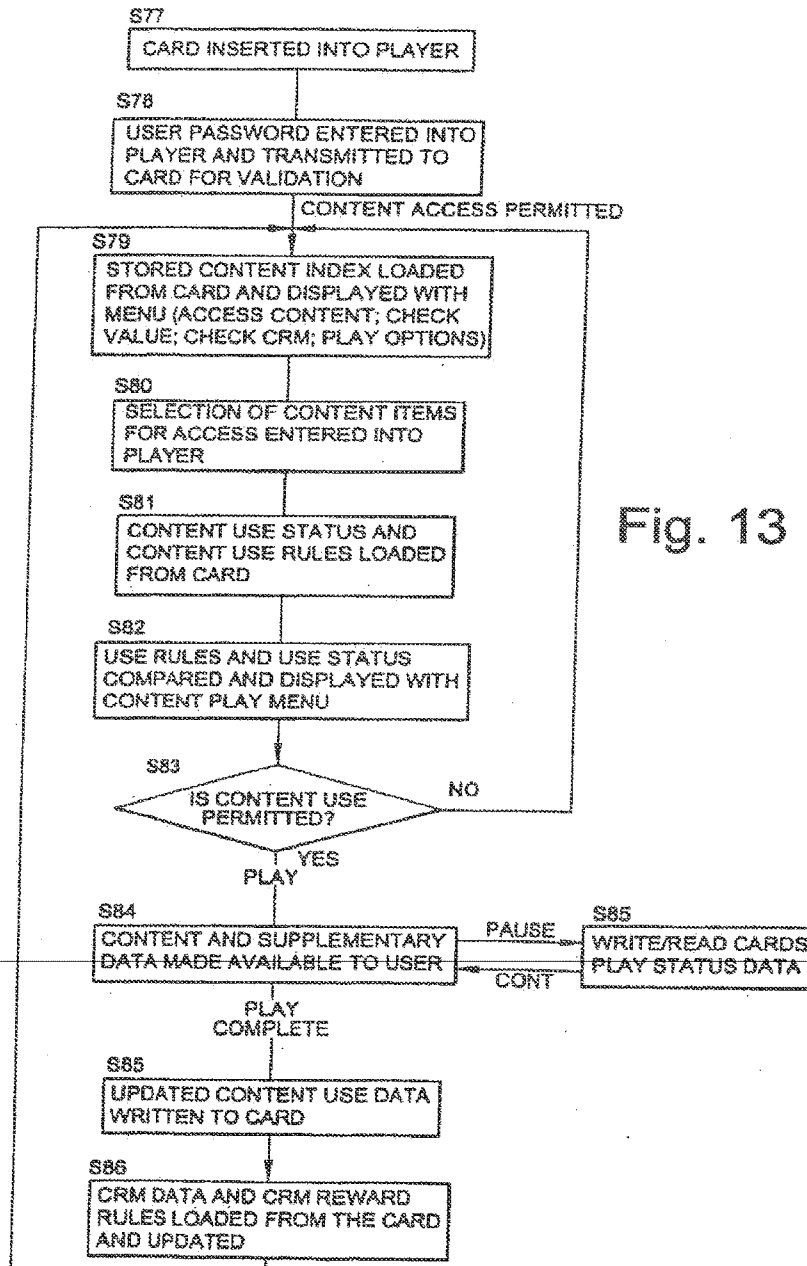 S77
CARD INSERTED INTO PLAYER
S78
USER PASSWORD ENTERED INTO
PLAYER AND TRANSMITTED TO
CARD FOR VALIDATION
CONTENT ACCESS PERMITTED
S79
STORED CONTENT INDEX LOADED
FROM CARD AND DISPLAYED WITH
MENU (ACCESS CONTENT; CHECK
VALUE; CHECK CRM; PLAY OPTIONS)
S80
SELECTION OF CONTENT ITEMS
FOR ACCESS ENTERED INTO
PLAYER
S81
CONTENT USE STATUS AND
CONTENT USE RULES LOADED
FROM CARD
Fig. 13
S82
USE RULES AND USE STATUS
COMPARED AND DISPLAYED WITH
CONTENT PLAY MENU
S83
IS CONTENT USE
PERMITTED?
NO
YES
PLAY
S84
CONTENT AND SUPPLEMENTARY
DATA MADE AVAILABLE TO USER
PAUSE
CONT
S85
WRITE/READ CARDS
PLAY STATUS DATA
PLAY
COMPLETE
S85
UPDATED CONTENT USE DATA
WRITTEN TO CARD
S86
CRM DATA AND CRM REWARD
RULES LOADED FROM THE CARD
AND UPDATED